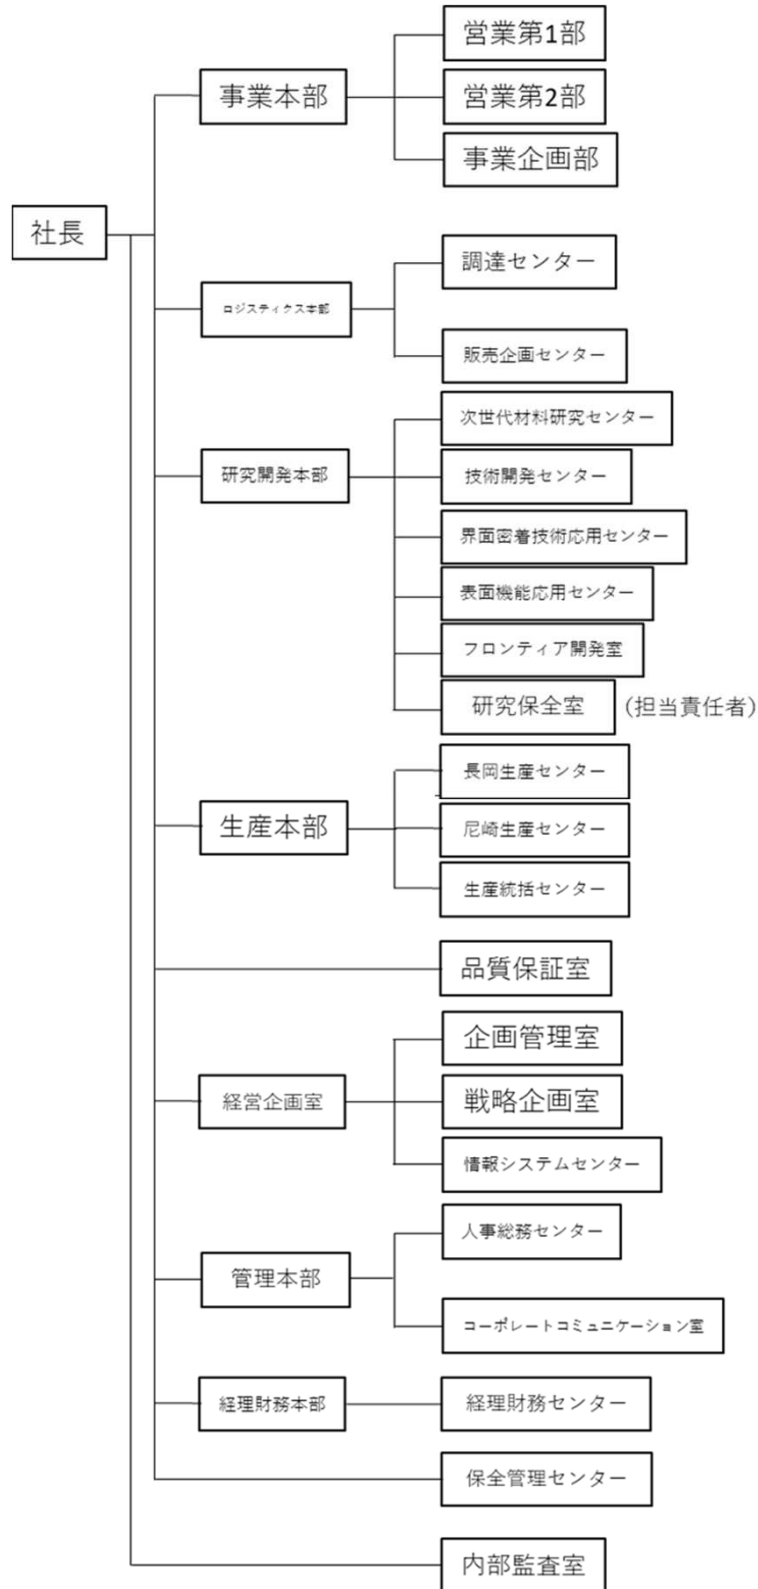 営業第1部
事業本部
営業第2部
事業企画部
社長
調達センター
ロジスティクス本部
販売企画センター
次世代材料研究センター
研究開発本部
技術開発センター
界面密着技術応用センター
表面機能応用センター
フロンティア開発室
研究保全室 (担当責任者)
長岡生産センター
生産本部
尼崎生産センター
生産統括センター
品質保証室
企画管理室
経営企画室
戦略企画室
情報システムセンター
人事総務センター
管理本部
コーポレートコミュニケーション室
経理財務本部
経理財務センター
保全管理センター
内部監査室